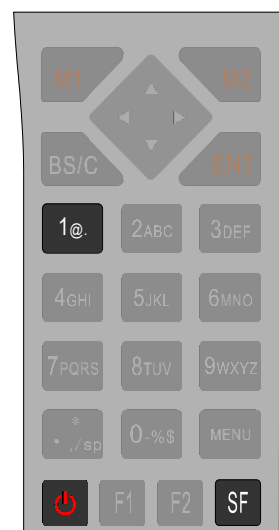 M1 M2
BS/C ENT
1@. 2ABC 3DEF
4GHI 5JKL 6MNO
7PQRS 8TUV 9WXYZ
*
. ,/sp 0-%$ MENU
F1 F2 SF